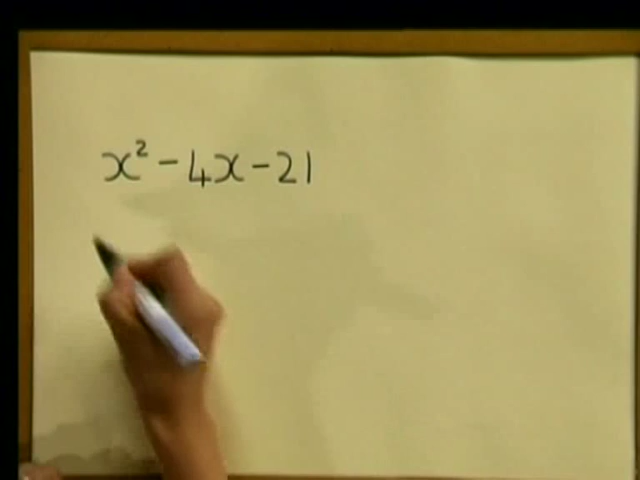 x² - 4x - 21